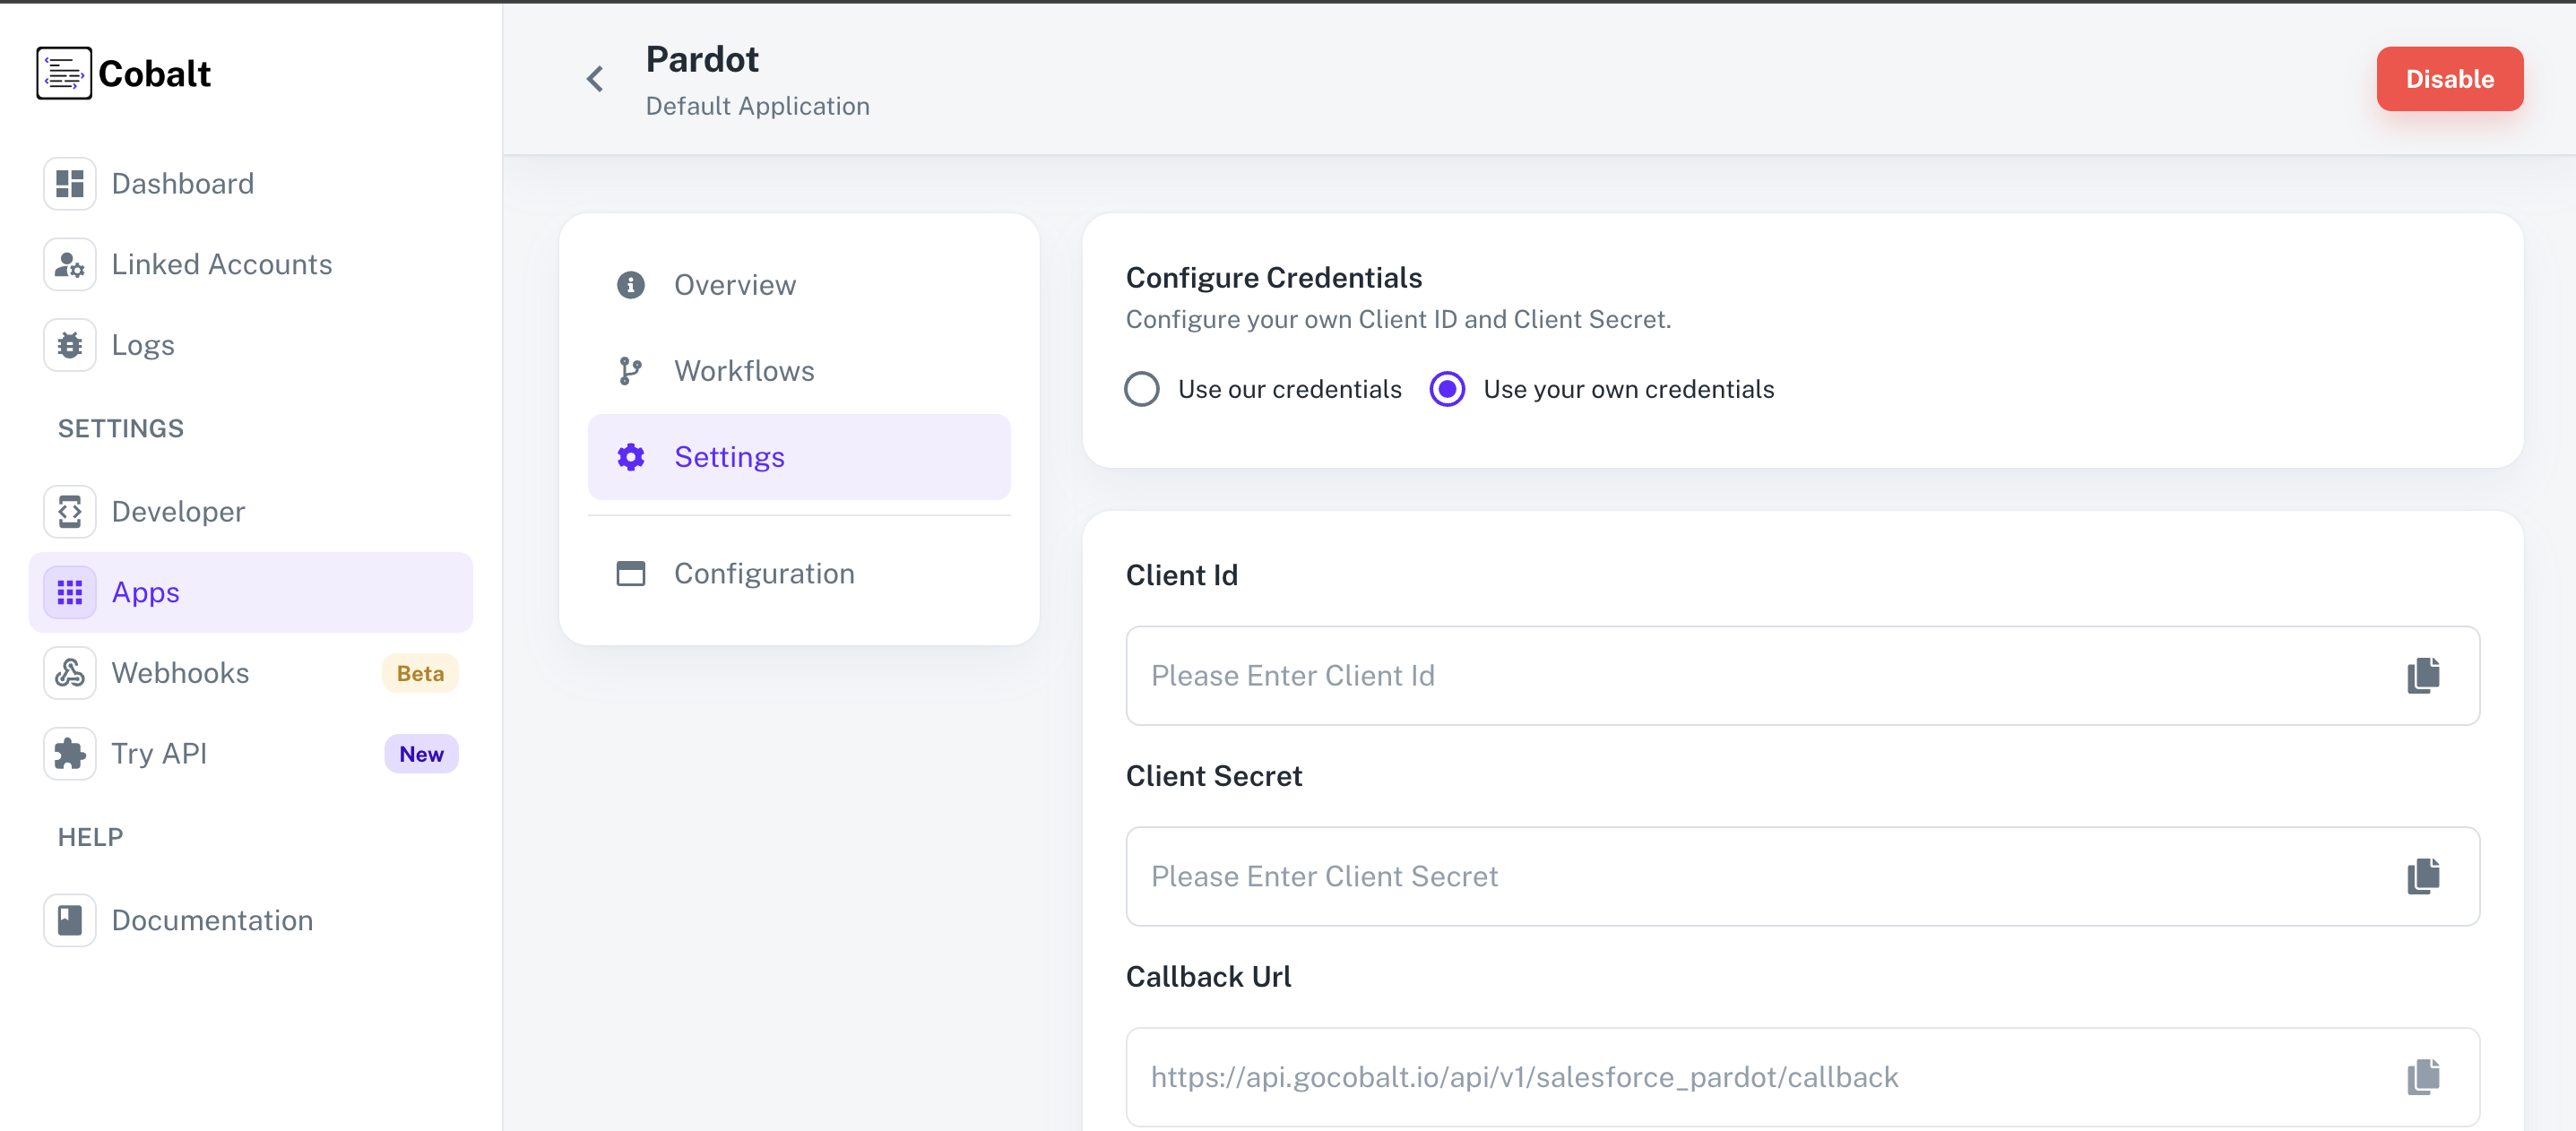 Cobalt
Dashboard
Linked Accounts
Logs
SETTINGS
Developer
Apps
Webhooks Beta
Try API New
HELP
Documentation
Pardot
Default Application
Disable
Overview
Workflows
Settings
Configuration
Configure Credentials
Configure your own Client ID and Client Secret.
Use our credentials Use your own credentials
Client Id
Please Enter Client Id
Client Secret
Please Enter Client Secret
Callback Url
https://api.gocobalt.io/api/v1/salesforce_pardot/callback